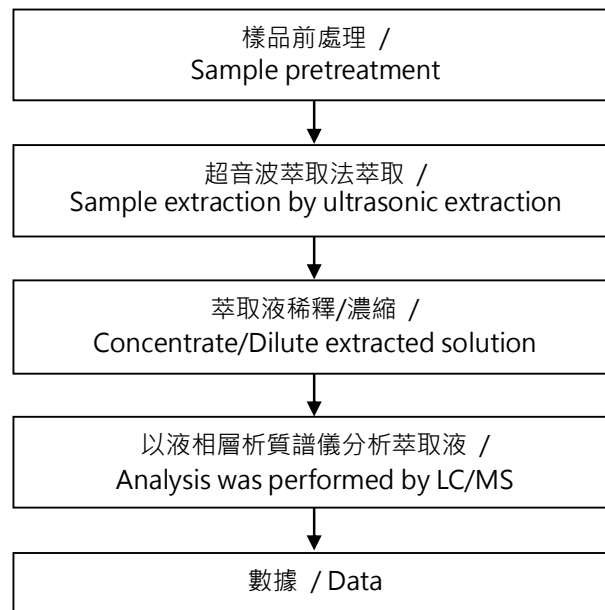 樣品前處理 /
Sample pretreatment
超音波萃取法萃取 /
Sample extraction by ultrasonic extraction
萃取液稀釋/濃縮 /
Concentrate/Dilute extracted solution
以液相層析質譜儀分析萃取液 /
Analysis was performed by LC/MS
數據 / Data